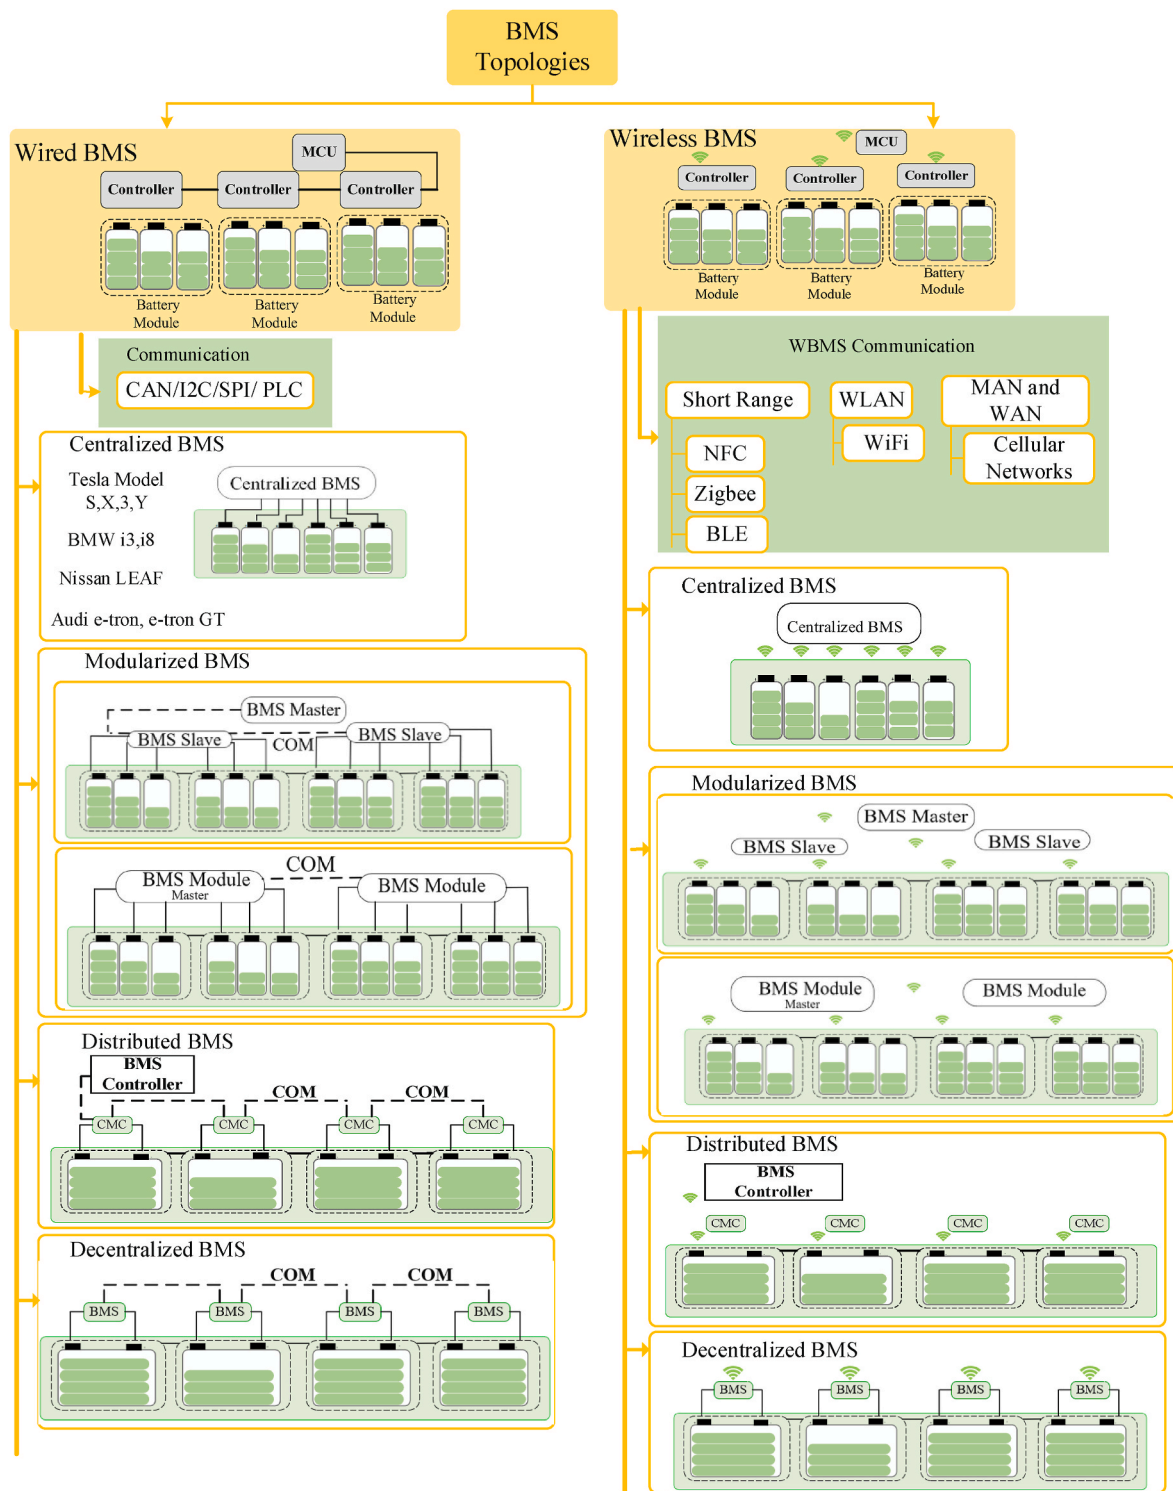 BMS
Topologies
Wired BMS
MCU
Controller
Controller
Controller
Battery
Module
Battery
Module
Battery
Module
Communication
CAN/I2C/SPI/ PLC
Centralized BMS
Tesla Model
S,X,3,Y
BMW i3,i8
Nissan LEAF
Audi e-tron, e-tron GT
Centralized BMS
Modularized BMS
BMS Master
BMS Slave
COM
BMS Slave
COM
BMS Module
Master
BMS Module
Distributed BMS
BMS
Controller
COM
COM
CMC
CMC
CMC
CMC
Decentralized BMS
COM
COM
BMS
BMS
BMS
BMS
Wireless BMS
MCU
Controller
Controller
Controller
Battery
Module
Battery
Module
Battery
Module
WBMS Communication
Short Range
NFC
Zigbee
BLE
WLAN
WiFi
MAN and
WAN
Cellular
Networks
Centralized BMS
Centralized BMS
Modularized BMS
BMS Master
BMS Slave
BMS Slave
BMS Module
Master
BMS Module
Distributed BMS
BMS
Controller
CMC
CMC
CMC
CMC
Decentralized BMS
BMS
BMS
BMS
BMS